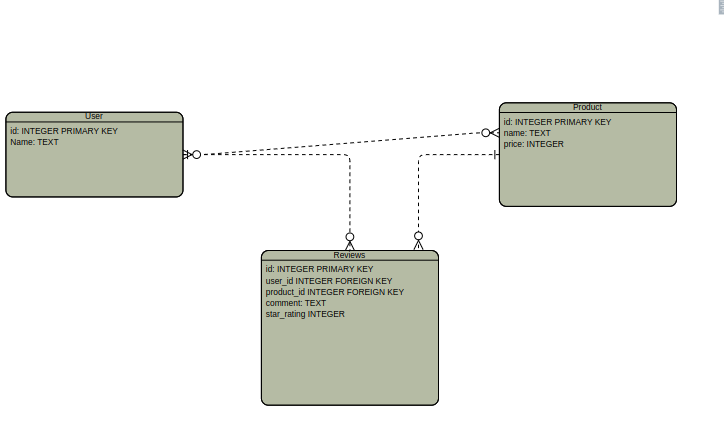 User
id: INTEGER PRIMARY KEY
Name: TEXT
Product
id: INTEGER PRIMARY KEY
name: TEXT
price: INTEGER
Reviews
id: INTEGER PRIMARY KEY
user_id INTEGER FOREIGN KEY
product_id INTEGER FOREIGN KEY
comment: TEXT
star_rating INTEGER